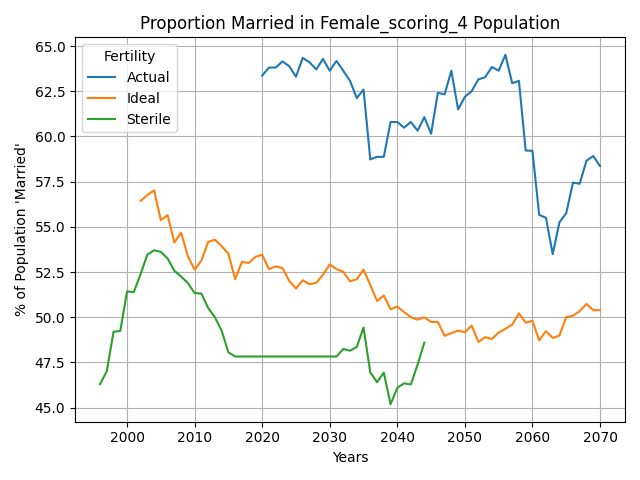 Proportion Married in Female_scoring_4 Population
Fertility
Actual
Ideal
Sterile
% of Population 'Married'
65.0
62.5
60.0
57.5
55.0
52.5
50.0
47.5
45.0
2000 2010 2020 2030 2040 2050 2060 2070
Years